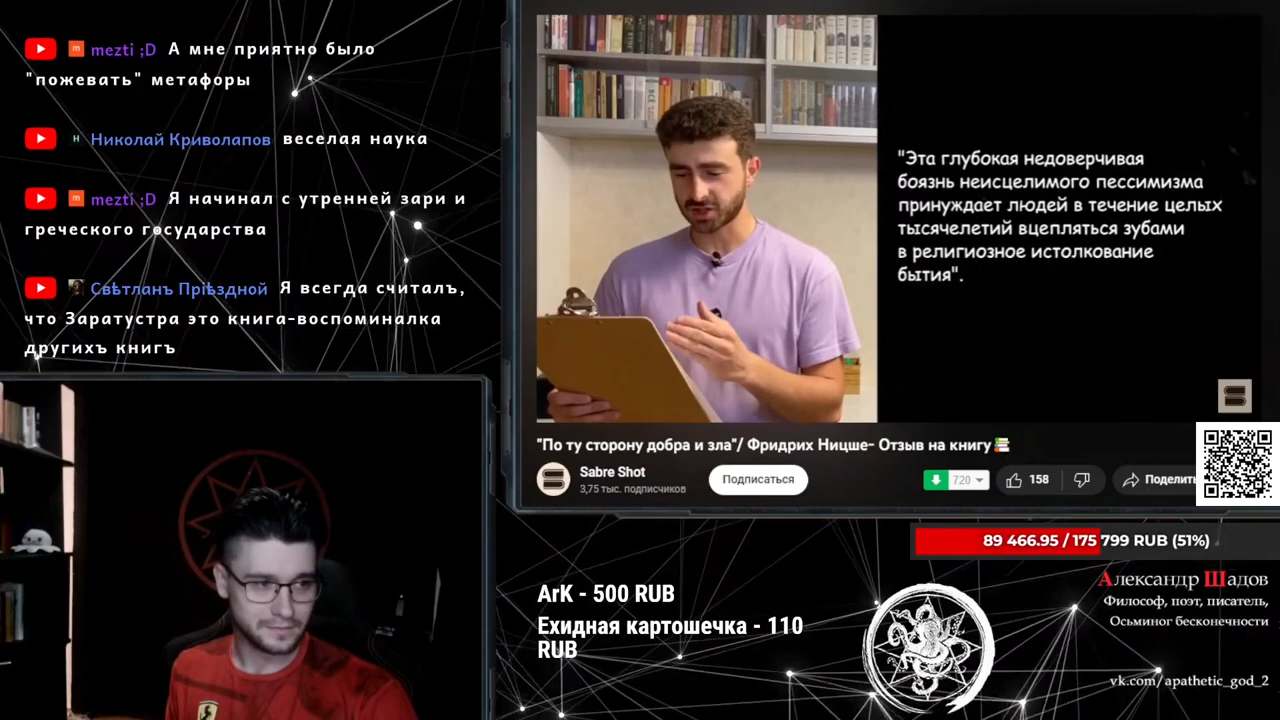 mezti ;D А мне приятно было
"пожевать" метафоры
н Николай Криволапов веселая наука
mezti ;D Я начинал с утренней зари и
греческого государства
Свѣтланъ Прiѣздной Я всегда считалъ,
что Заратустра это книга-воспоминалка
другихъ книгъ
"Эта глубокая недоверчивая
боязнь неисцелимого пессимизма
принуждает людей в течение целых
тысячелетий вцепляться зубами
в религиозное истолкование
бытия".
"По ту сторону добра и зла"/ Фридрих Ницше- Отзыв на книгу
Sabre Shot
3,75 тыс. подписчиков
Подписаться
720
158
Поделить
89 466.95 / 175 799 RUB (51%)
ArK - 500 RUB
Ехидная картошечка - 110
RUB
Александр Шадов
Философ, поэт, писатель,
Осьминог бесконечности
vk.com/apathetic_god_2